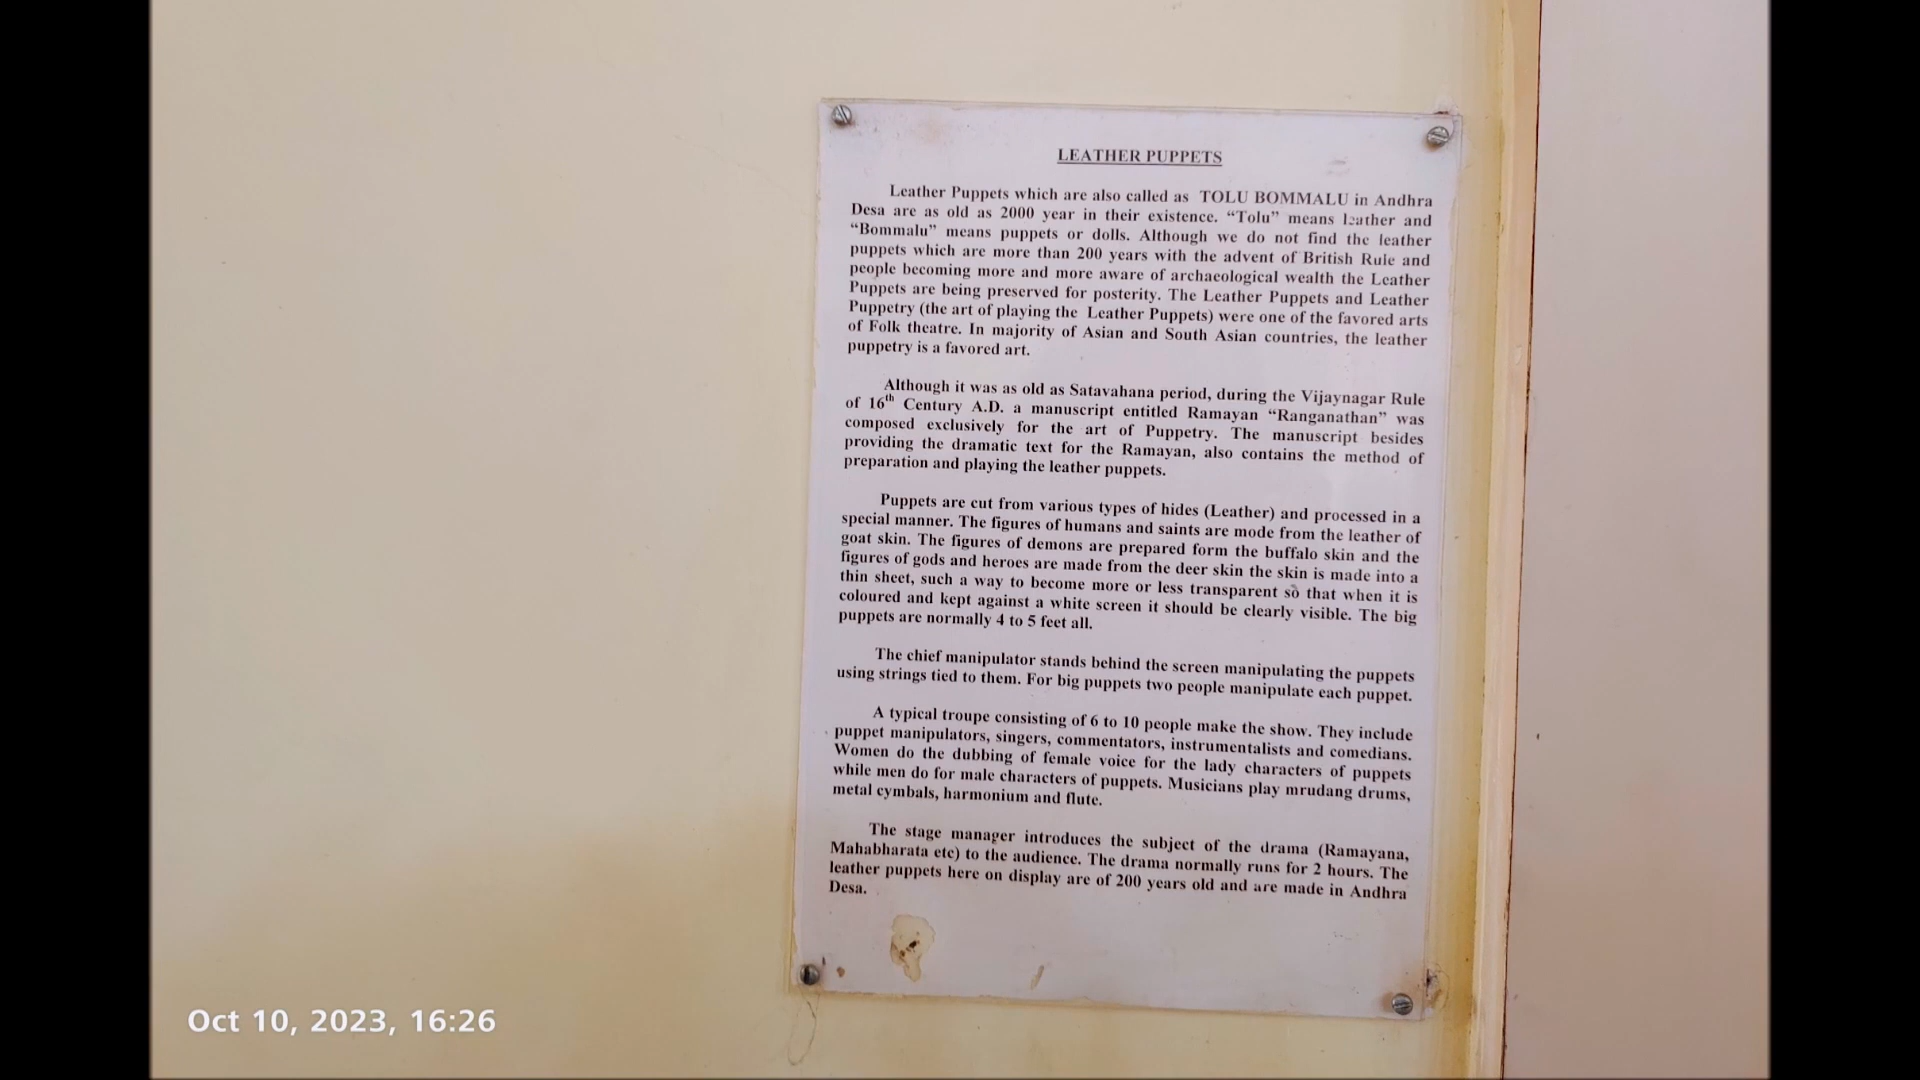 LEATHER PUPPETS
Leather Puppets which are also called as TOLU BOMMALU in Andhra
Desa are as old as 2000 year in their existence. “Tolu” means leather and
“Bommalu” means puppets or dolls. Although we do not find the leather
puppets which are more than 200 years with the advent of British Rule and
people becoming more and more aware of archaeological wealth the Leather
Puppets are being preserved for posterity. The Leather Puppets and Leather
Puppetry (the art of playing the Leather Puppets) were one of the favored arts
of Folk theatre. In majority of Asian and South Asian countries, the leather
puppetry is a favored art.
Although it was as old as Satavahana period, during the Vijaynagar Rule
of 16th Century A.D. a manuscript entitled Ramayan “Ranganathan” was
composed exclusively for the art of Puppetry. The manuscript besides
providing the dramatic text for the Ramayan, also contains the method of
preparation and playing the leather puppets.
Puppets are cut from various types of hides (Leather) and processed in a
special manner. The figures of humans and saints are mode from the leather of
goat skin. The figures of demons are prepared form the buffalo skin and the
figures of gods and heroes are made from the deer skin the skin is made into a
thin sheet, such a way to become more or less transparent so that when it is
coloured and kept against a white screen it should be clearly visible. The big
puppets are normally 4 to 5 feet all.
The chief manipulator stands behind the screen manipulating the puppets
using strings tied to them. For big puppets two people manipulate each puppet.
A typical troupe consisting of 6 to 10 people make the show. They include
puppet manipulators, singers, commentators, instrumentalists and comedians.
Women do the dubbing of female voice for the lady characters of puppets
while men do for male characters of puppets. Musicians play mrudang drums,
metal cymbals, harmonium and flute.
The stage manager introduces the subject of the drama (Ramayana,
Mahabharata etc) to the audience. The drama normally runs for 2 hours. The
leather puppets here on display are of 200 years old and are made in Andhra
Desa.
Oct 10, 2023, 16:26